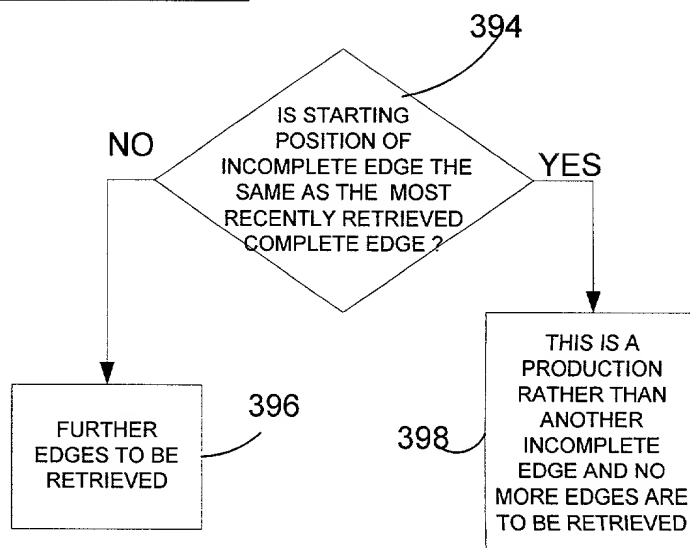 394
IS STARTING
POSITION OF
INCOMPLETE EDGE THE
SAME AS THE MOST
RECENTLY RETRIEVED
COMPLETE EDGE ?
NO
YES
396
FURTHER
EDGES TO BE
RETRIEVED
398
THIS IS A
PRODUCTION
RATHER THAN
ANOTHER
INCOMPLETE
EDGE AND NO
MORE EDGES ARE
TO BE RETRIEVED